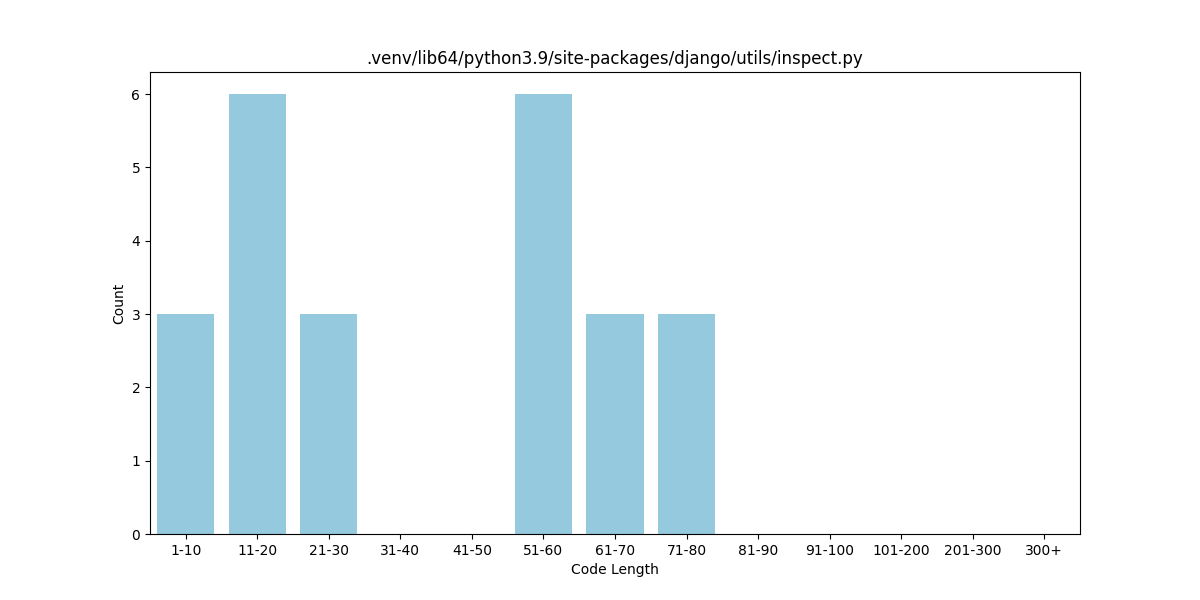 .venv/lib64/python3.9/site-packages/django/utils/inspect.py
6
5
4
3
2
1
0
Count
1-10 11-20 21-30 31-40 41-50 51-60 61-70 71-80 81-90 91-100 101-200 201-300 300+
Code Length